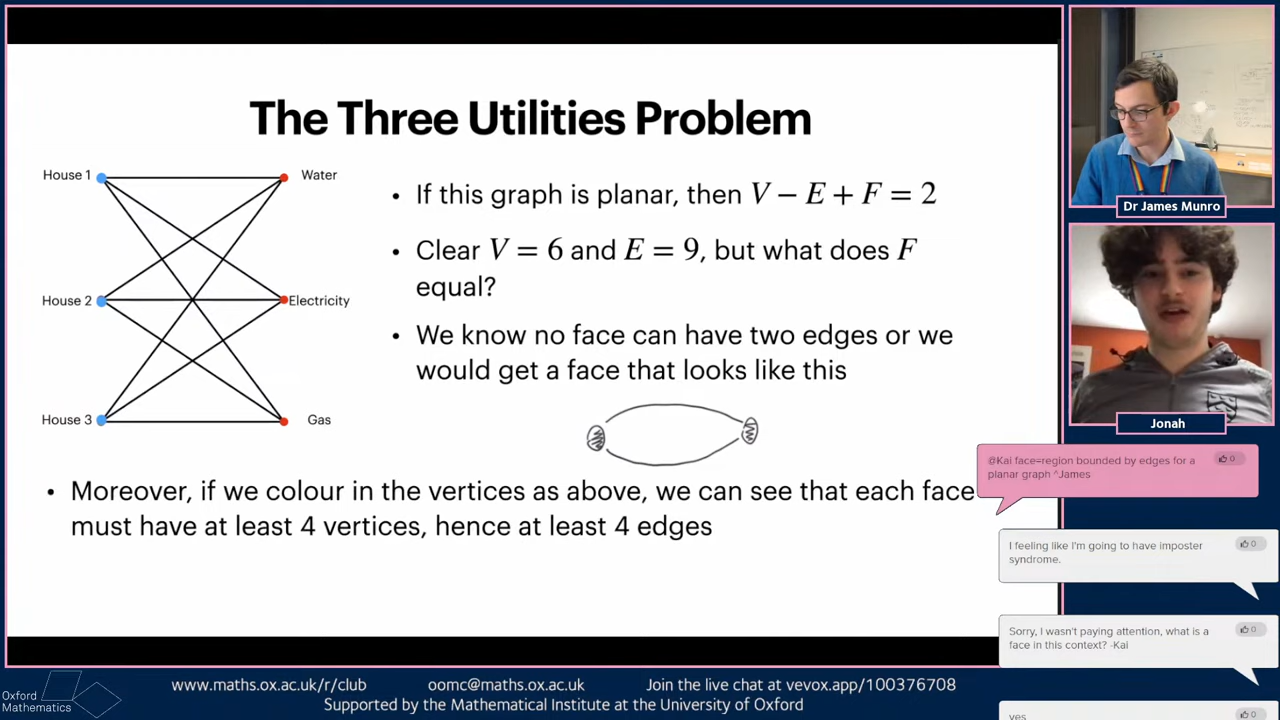 The Three Utilities Problem
House 1
Water
House 2
Electricity
House 3
Gas
• If this graph is planar, then V − E + F = 2
• Clear V = 6 and E = 9, but what does F
equal?
• We know no face can have two edges or we
would get a face that looks like this
• Moreover, if we colour in the vertices as above, we can see that each face
must have at least 4 vertices, hence at least 4 edges
Dr James Munro
Jonah
@Kai face=region bounded by edges for a
planar graph ^James
0
I feeling like I'm going to have imposter
syndrome.
0
Sorry, I wasn't paying attention, what is a
face in this context? -Kai
0
yes
0
Oxford
Mathematics
www.maths.ox.ac.uk/r/club oomc@maths.ox.ac.uk Join the live chat at vevox.app/100376708
Supported by the Mathematical Institute at the University of Oxford